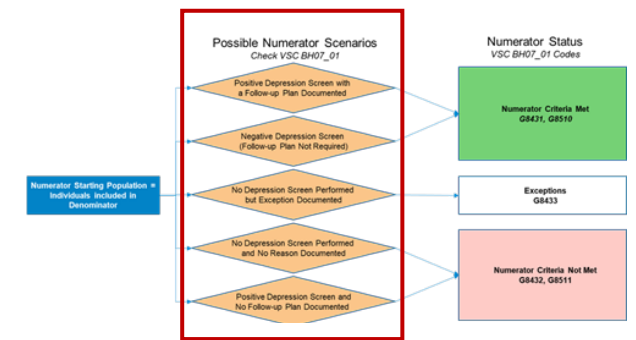 Possible Numerator Scenarios
Check VSC BH07_01
Numerator Status
VSC BH07_01 Codes
Positive Depression Screen with
a Follow-up Plan Documented
Numerator Criteria Met
G8431, G8510
Negative Depression Screen
(Follow-up Plan Not Required)
Numerator Starting Population =
Individuals included in
Denominator
No Depression Screen Performed
but Exception Documented
Exceptions
G8433
No Depression Screen Performed
and No Reason Documented
Numerator Criteria Not Met
G8432, G8511
Positive Depression Screen and
No Follow-up Plan Documented